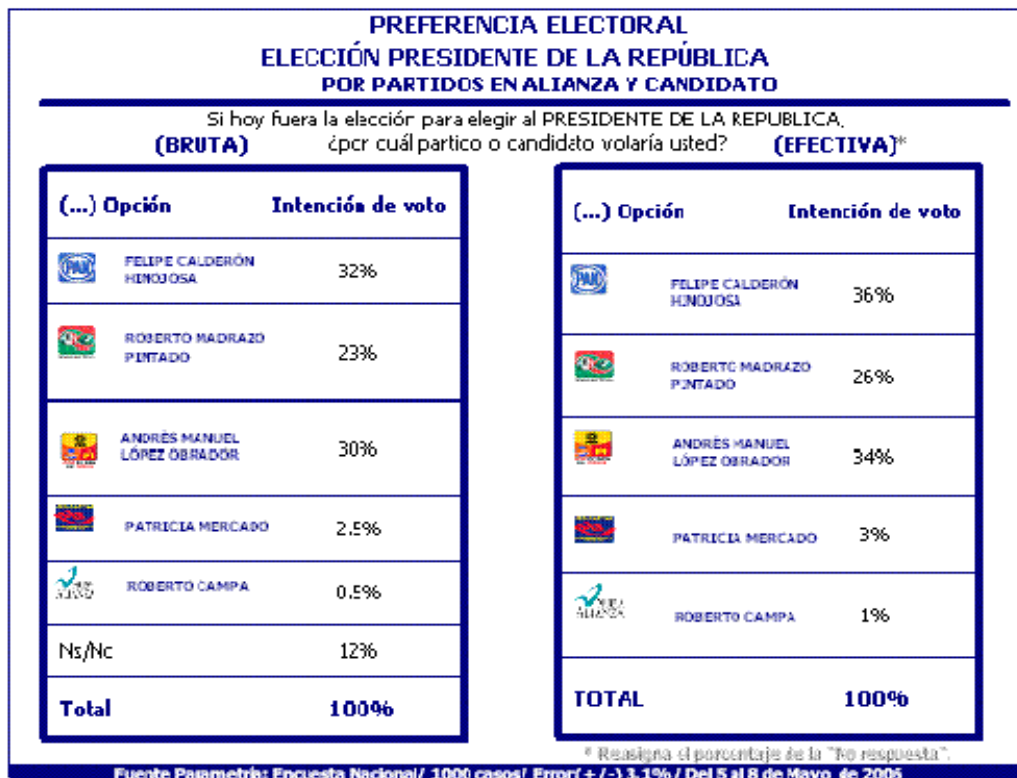 PREFERENCIA ELECTORAL
ELECCIÓN PRESIDENTE DE LA REPÚBLICA
POR PARTIDOS EN ALIANZA Y CANDIDATO
Si hoy fuera la elección para elegir al PRESIDENTE DE LA REPUBLICA,
(BRUTA) ¿por cuál partico o candidato volaría usted? (EFECTIVA)*
(...) Opción Intención de voto
PAN FELIPE CALDERÓN
HINOJOSA 32%
ROBERTO MADRAZO
PINTADO 23%
ANDRÉS MANUEL
LÓPEZ OBRADOR 30%
PATRICIA MERCADO 2.5%
ROBERTO CAMPA 0.5%
Ns/Nc 12%
Total 100%
(...) Opción Intención de voto
PAN FELIPE CALDERÓN
HINOJOSA 36%
ROBERTO MADRAZO
PINTADO 26%
ANDRÉS MANUEL
LÓPEZ OBRADOR 34%
PATRICIA MERCADO 3%
ALIANZA ROBERTO CAMPA 1%
TOTAL 100%
* Reasigna el porcentaje de la "No respuesta".
Fuente Parametría: Encuesta Nacional/ 1000 casos/ Error(+/-) 3.1% / Del 5 al 8 de Mayo de 2006